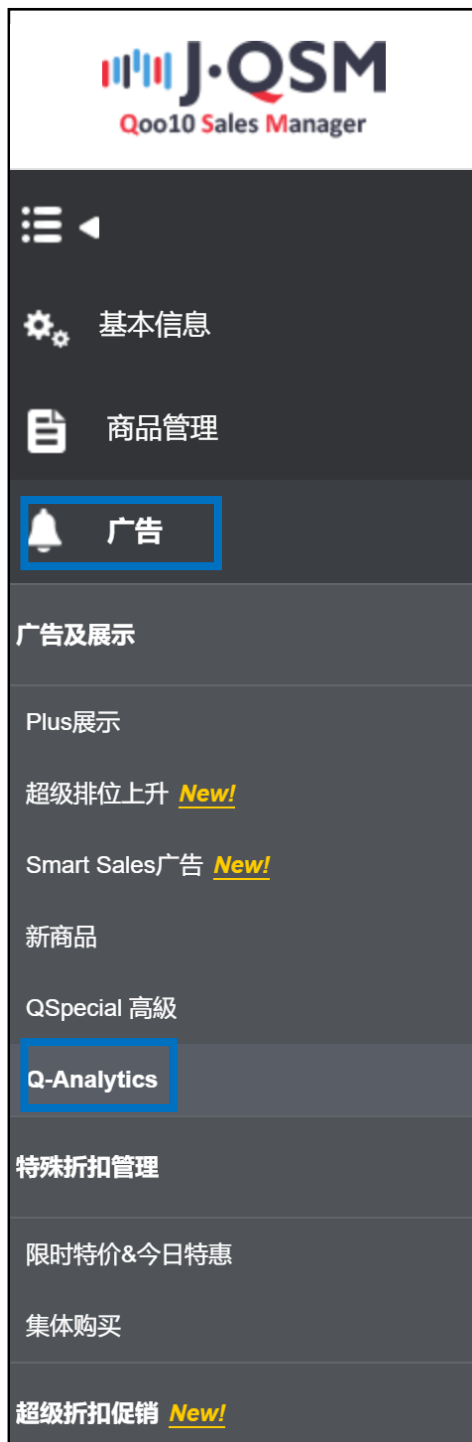 J·QSM
Qoo10 Sales Manager
基本信息
商品管理
广告
广告及展示
Plus展示
超级排位上升 New!
Smart Sales广告 New!
新商品
QSpecial 高級
Q-Analytics
特殊折扣管理
限时特价&今日特惠
集体购买
超级折扣促销 New!